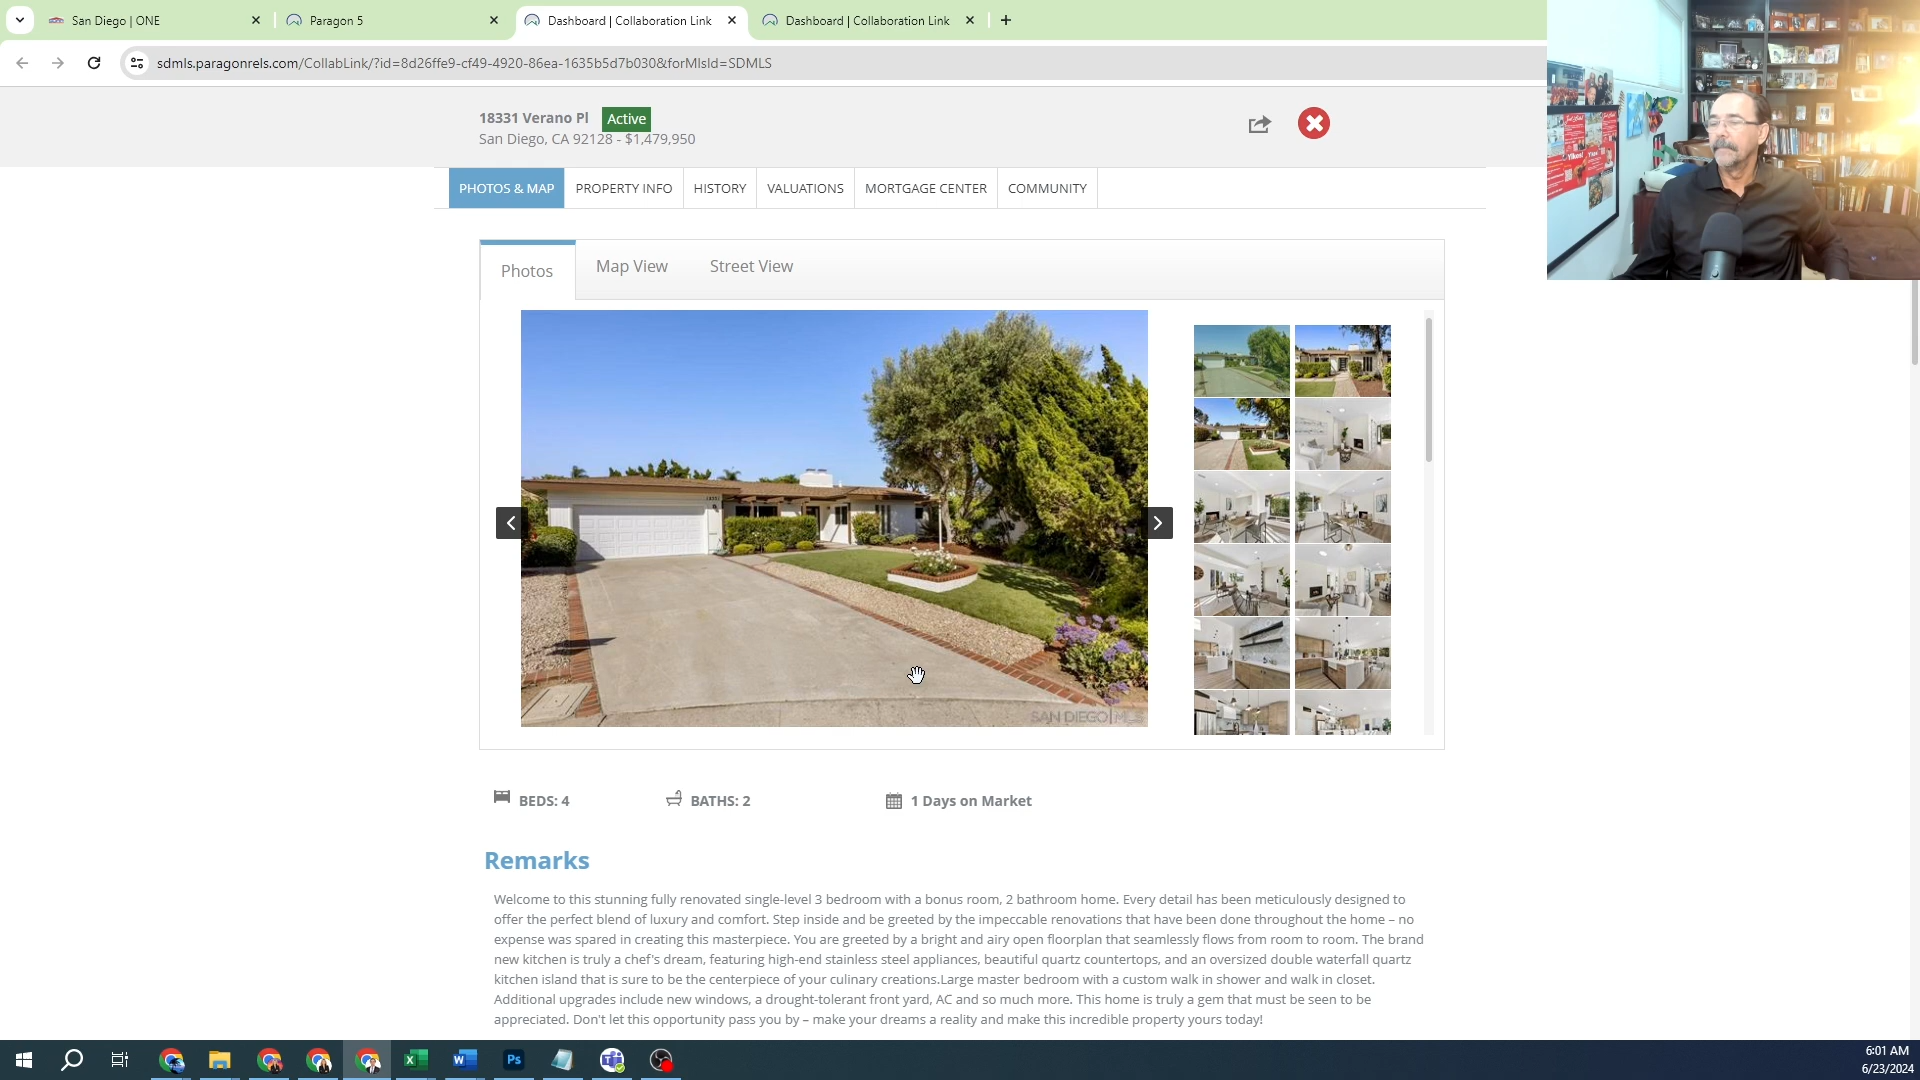 San Diego | ONE
Paragon 5
Dashboard | Collaboration Link
Dashboard | Collaboration Link
sdmls.paragonrels.com/CollabLink/?id=8d26ffe9-cf49-4920-86ea-1635b5d7b030&forMlsId=SDMLS
18331 Verano Pl Active
San Diego, CA 92128 - $1,479,950
PHOTOS & MAP PROPERTY INFO HISTORY VALUATIONS MORTGAGE CENTER COMMUNITY
Photos Map View Street View
SAN DIEGO MLS
BEDS: 4 BATHS: 2 1 Days on Market
Remarks
Welcome to this stunning fully renovated single-level 3 bedroom with a bonus room, 2 bathroom home. Every detail has been meticulously designed to
offer the perfect blend of luxury and comfort. Step inside and be greeted by the impeccable renovations that have been done throughout the home – no
expense was spared in creating this masterpiece. You are greeted by a bright and airy open floorplan that seamlessly flows from room to room. The brand
new kitchen is truly a chef's dream, featuring high-end stainless steel appliances, beautiful quartz countertops, and an oversized double waterfall quartz
kitchen island that is sure to be the centerpiece of your culinary creations.Large master bedroom with a custom walk in shower and walk in closet.
Additional upgrades include new windows, a drought-tolerant front yard, AC and so much more. This home is truly a gem that must be seen to be
appreciated. Don't let this opportunity pass you by – make your dreams a reality and make this incredible property yours today!
6:01 AM
6/23/2024